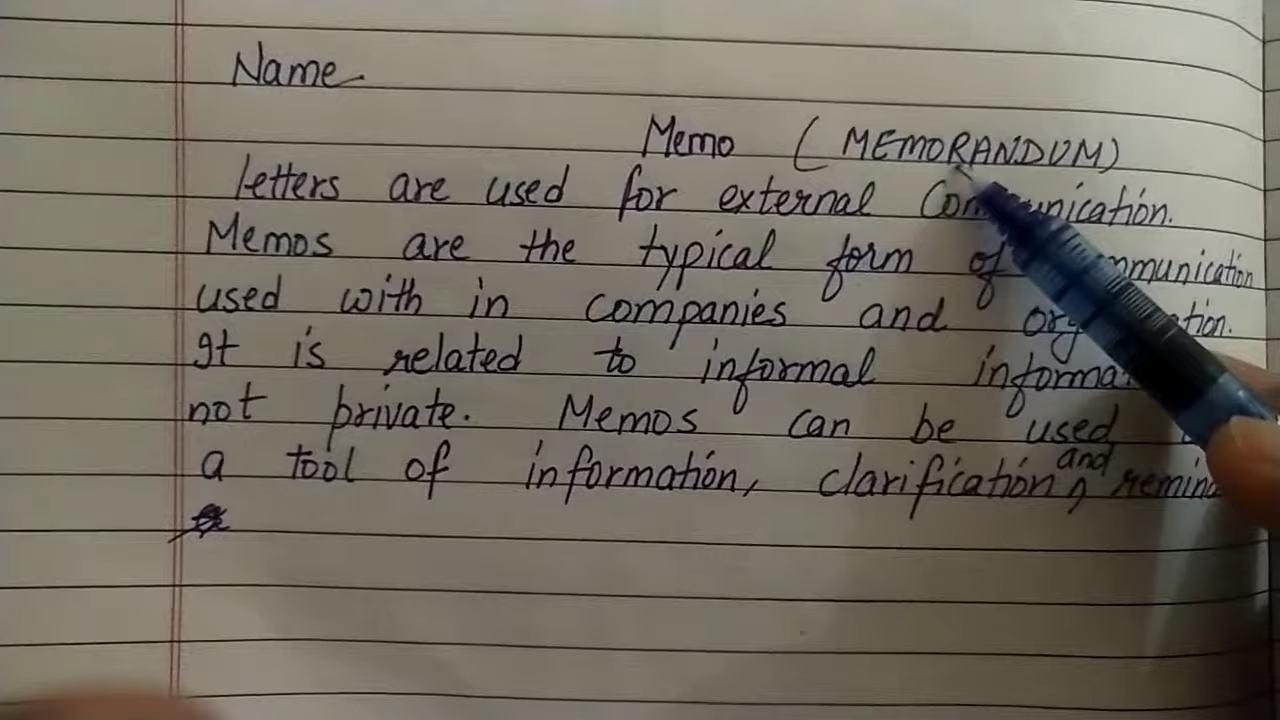 Name.
Memo (MEMORANDUM)
letters are used for external Communication.
Memos are the typical form of
used with in companies and
It is related to informal
not private. Memos can be used
a tool of information, clarification, and